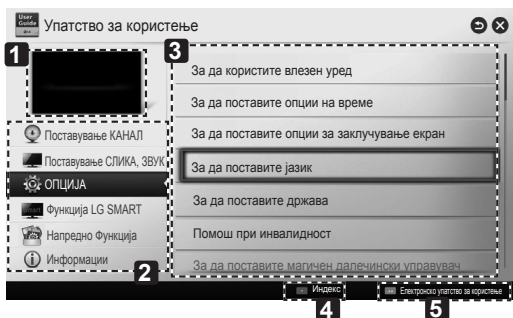 User
Guide
Упатство за користење
1
3
За да користите влезен уред
За да поставите опции на време
Поставување КАНАЛ
За да поставите опции за заклучување екран
Поставување СЛИКА, ЗВУК
За да поставите јазик
ОПЦИЈА
За да поставите држава
Smart
Функција LG SMART
Напредно Функција
Помош при инвалидност
Информации
2
За да поставите магичен далечински управувач
Индекс
Електронско упатство за користење
4
5